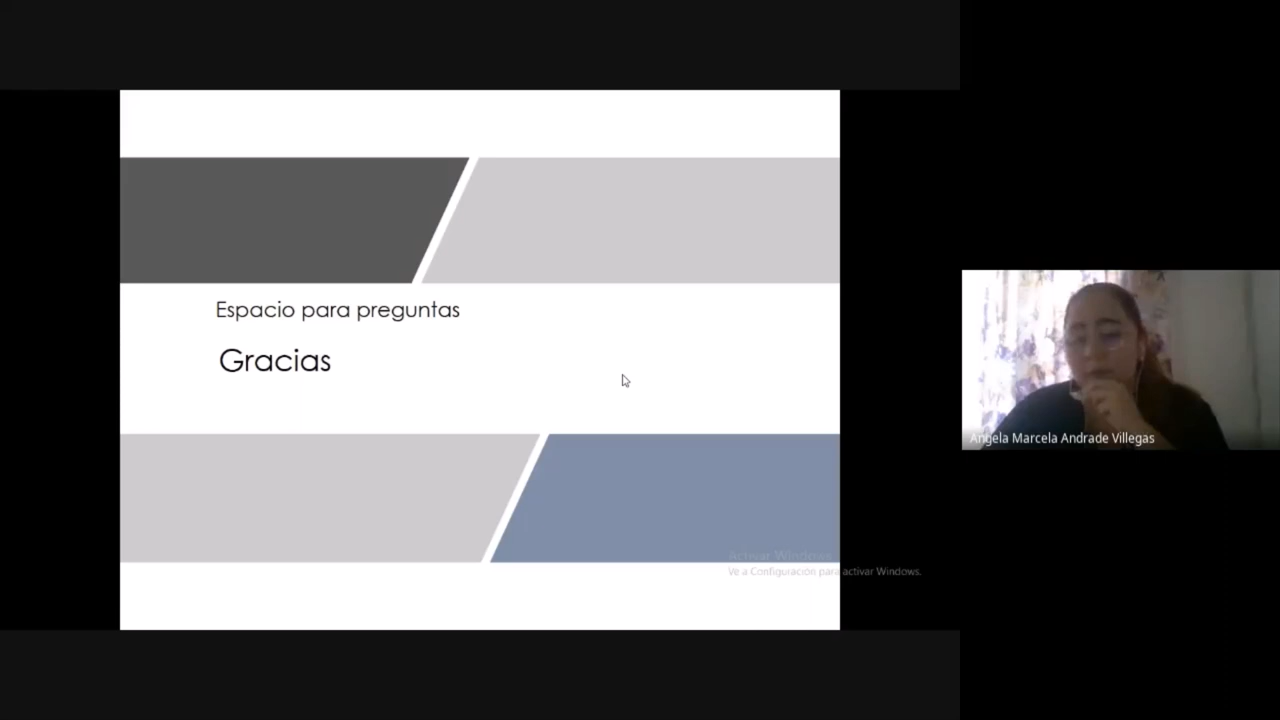 Espacio para preguntas
Gracias
Angela Marcela Andrade Villegas
Activar Windows
Ve a Configuración para activar Windows.